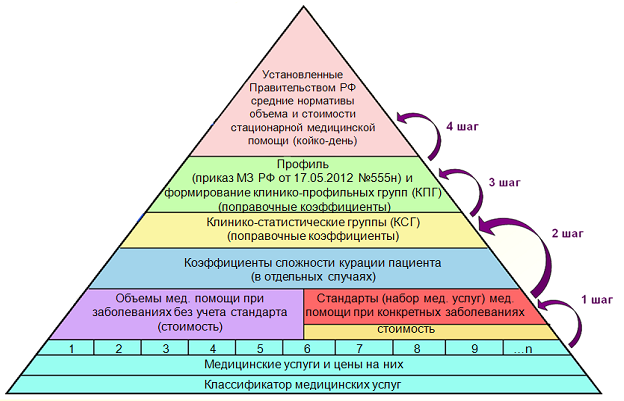 Установленные
Правительством РФ
средние нормативы
объема и стоимости
стационарной медицинской
помощи (койко-день)
4 шаг
Профиль
(приказ МЗ РФ от 17.05.2012 №555н) и
формирование клинико-профильных групп (КПГ)
(поправочные коэффициенты)
3 шаг
Клинико-статистические группы (КСГ)
(поправочные коэффициенты)
2 шаг
Коэффициенты сложности курации пациента
(в отдельных случаях)
Объемы мед. помощи при
заболеваниях без учета стандарта
(стоимость)
Стандарты (набор мед. услуг) мед.
помощи при конкретных заболеваниях
стоимость
1 шаг
1 2 3 4 5 6 7 8 9 ...n
Медицинские услуги и цены на них
Классификатор медицинских услуг